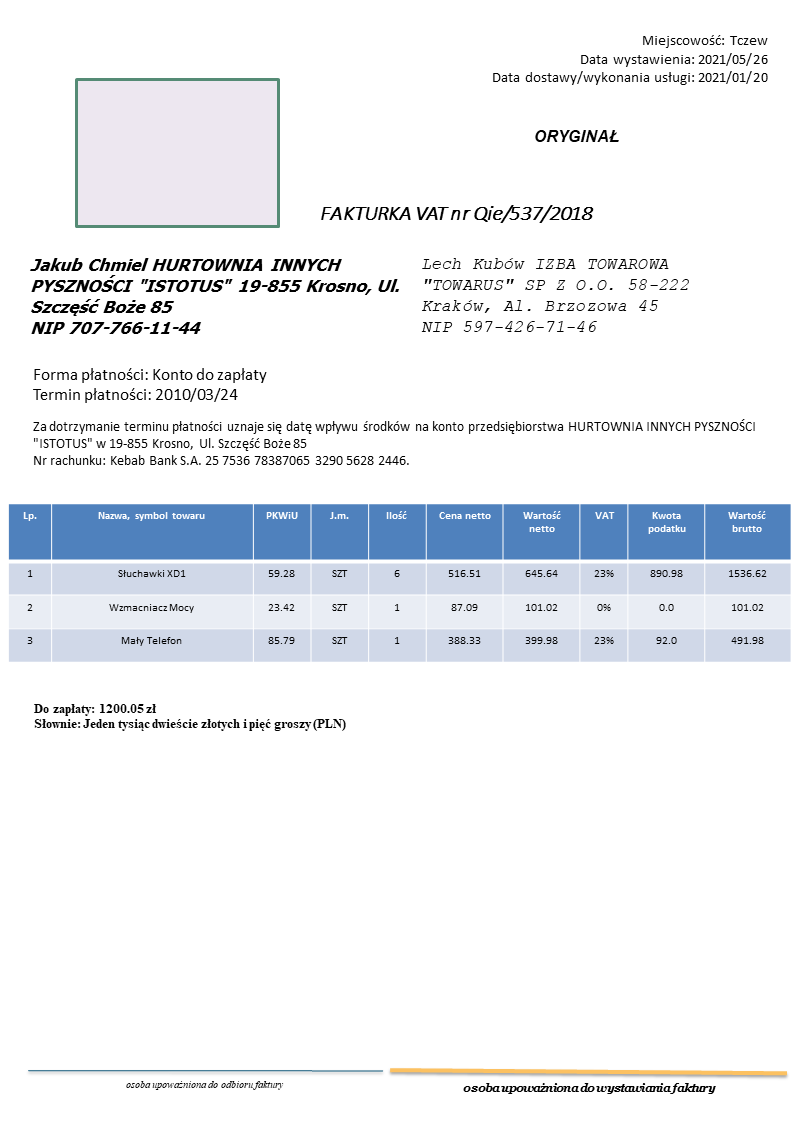 Miejscowość: Tczew
Data wystawienia: 2021/05/26
Data dostawy/wykonania usługi: 2021/01/20
ORYGINAŁ
FAKTURKA VAT nr Qie/537/2018
Jakub Chmiel HURTOWNIA INNYCH
PYSZNOŚCI "ISTOTUS" 19-855 Krosno, Ul.
Szczęść Boże 85
NIP 707-766-11-44
Lech Kubów IZBA TOWAROWA
"TOWARUS" SP Z O.O. 58-222
Kraków, Al. Brzozowa 45
NIP 597-426-71-46
Forma płatności: Konto do zapłaty
Termin płatności: 2010/03/24
Za dotrzymanie terminu płatności uznaje się datę wpływu środków na konto przedsiębiorstwa HURTOWNIA INNYCH PYSZNOŚCI
"ISTOTUS" w 19-855 Krosno, Ul. Szczęść Boże 85
Nr rachunku: Kebab Bank S.A. 25 7536 78387065 3290 5628 2446.
Lp. Nazwa, symbol towaru PKWiU J.m. Ilość Cena netto Wartość netto VAT Kwota podatku Wartość brutto
1 Słuchawki XD1 59.28 SZT 6 516.51 645.64 23% 890.98 1536.62
2 Wzmacniacz Mocy 23.42 SZT 1 87.09 101.02 0% 0.0 101.02
3 Mały Telefon 85.79 SZT 1 388.33 399.98 23% 92.0 491.98
Do zapłaty: 1200.05 zł
Słownie: Jeden tysiąc dwieście złotych i pięć groszy (PLN)
osoba upoważniona do odbioru faktury
osoba upoważniona do wystawiania faktury